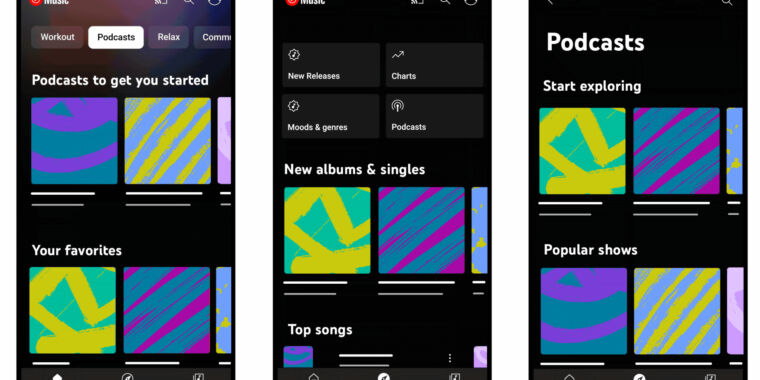 Music
Workout
Podcasts
Relax
Comm
Podcasts to get you started
Your favorites
Music
New Releases
Charts
Moods & genres
Podcasts
New albums & singles
Top songs
Podcasts
Start exploring
Popular shows